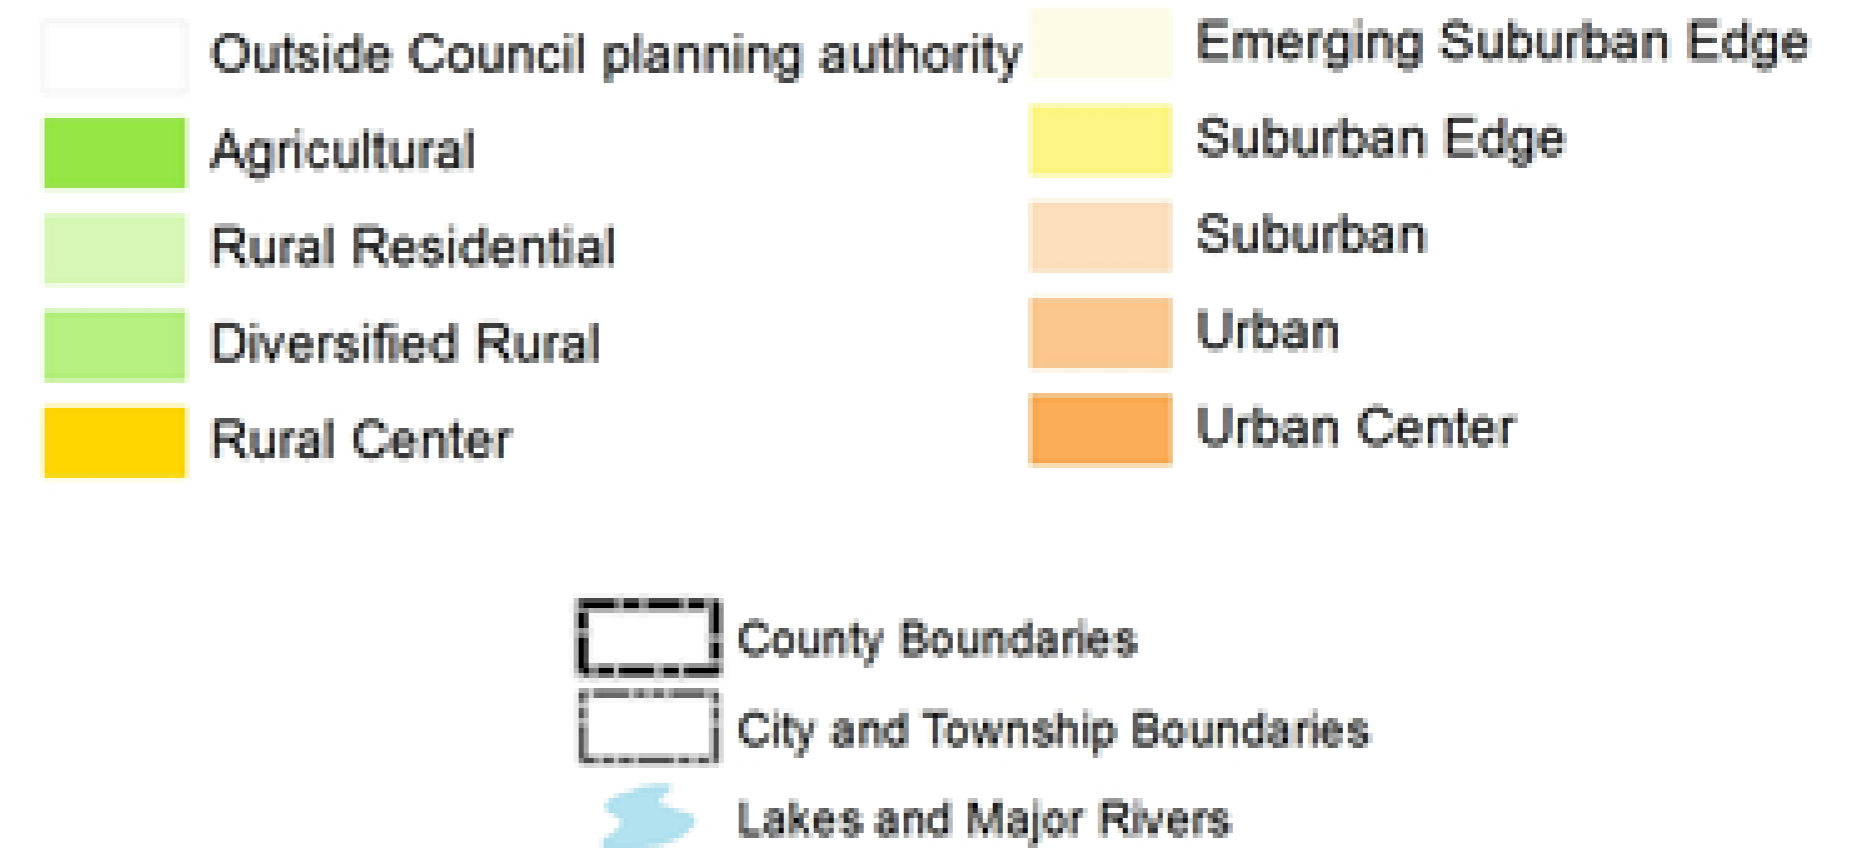 Outside Council planning authority
Agricultural
Rural Residential
Diversified Rural
Rural Center
Emerging Suburban Edge
Suburban Edge
Suburban
Urban
Urban Center
County Boundaries
City and Township Boundaries
Lakes and Major Rivers